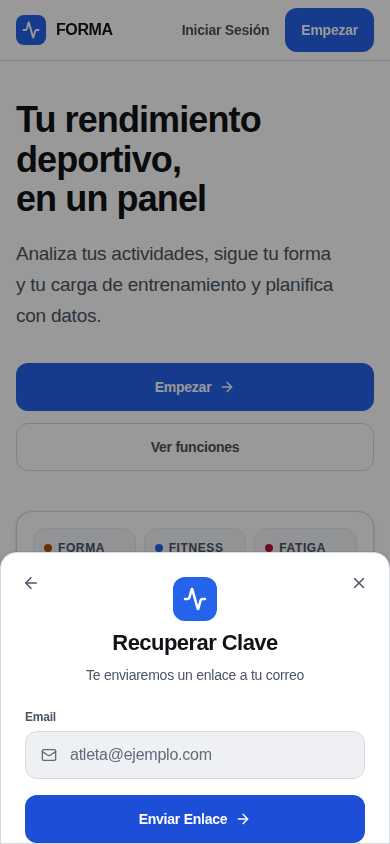 FORMA
Iniciar Sesión
Empezar
Tu rendimiento
deportivo,
en un panel
Analiza tus actividades, sigue tu forma
y tu carga de entrenamiento y planifica
con datos.
Empezar
Ver funciones
FORMA
FITNESS
FATIGA
Recuperar Clave
Te enviaremos un enlace a tu correo
Email
atleta@ejemplo.com
Enviar Enlace